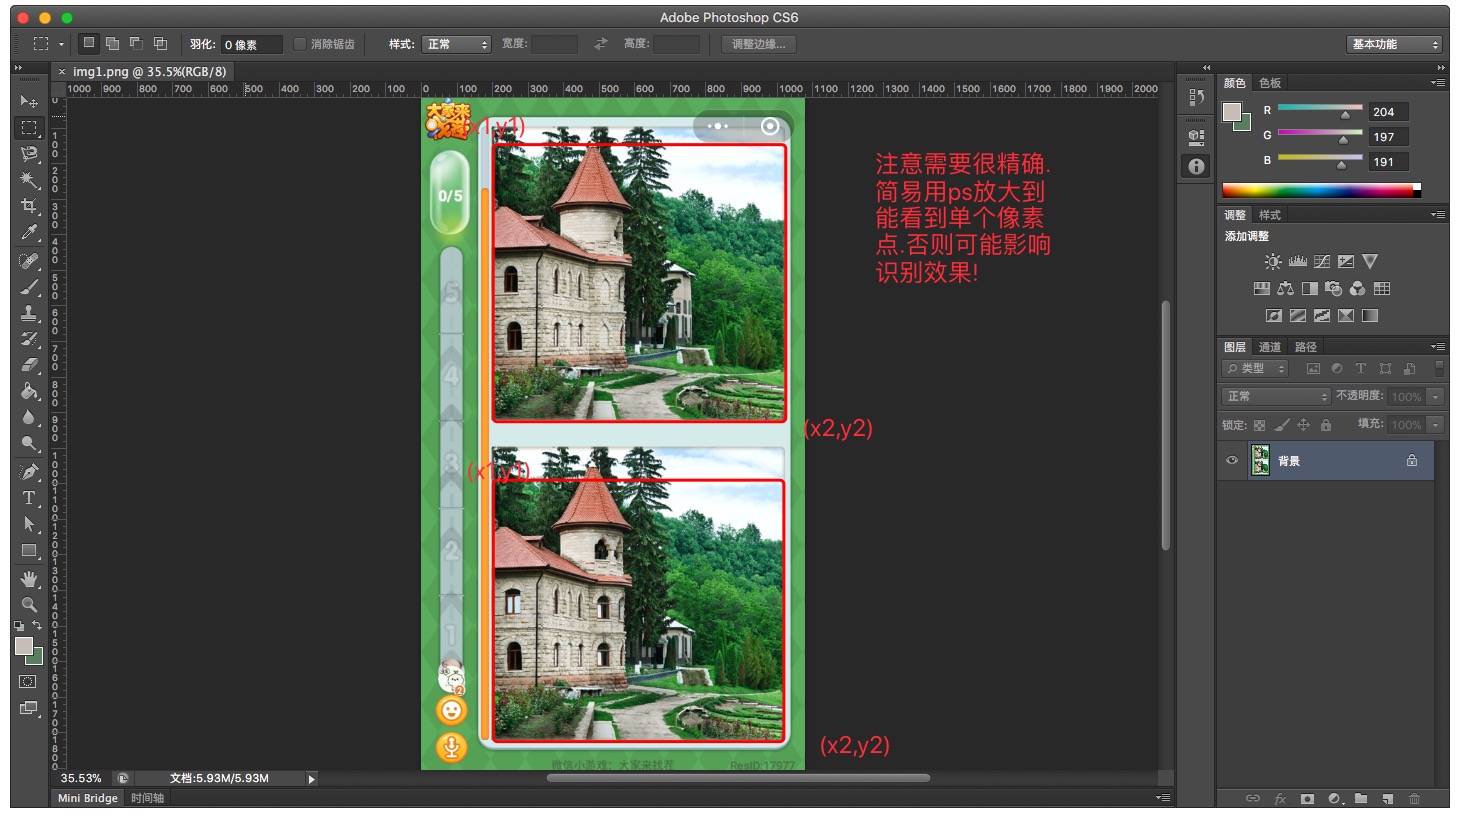 Adobe Photoshop CS6
羽化: 0 像素 消除锯齿 样式: 正常 宽度: 高度: 调整边缘... 基本功能
× img1.png @ 35.5%(RGB/8)
1000 900 800 700 600 500 400 300 200 100 0 100 200 300 400 500 600 700 800 900 1000 1100 1200 1300 1400 1500 1600 1700 1800 1900 2000
大家来
(x1,y1)
0/5
5
4
3
2
1
2
(x2,y2)
(x1,y1)
(x2,y2)
微信小游戏：大家来找茬 ResID:17977
注意需要很精确.
简易用ps放大到
能看到单个像素
点.否则可能影响
识别效果!
颜色 色板
R 204
G 197
B 191
调整 样式
添加调整
图层 通道 路径
类型
正常 不透明度: 100%
锁定: 填充: 100%
背景
35.53% 文档:5.93M/5.93M
Mini Bridge 时间轴